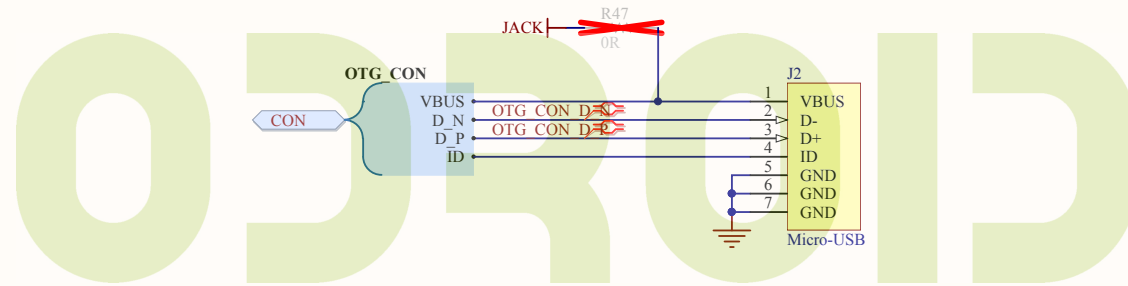 R47
JACK
0R
OTG_CON
J2
CON
VBUS
D_N
D_P
ID
OTG_CON_D_N
OTG_CON_D_P
1
2
3
4
5
6
7
VBUS
D-
D+
ID
GND
GND
GND
Micro-USB
ODROID